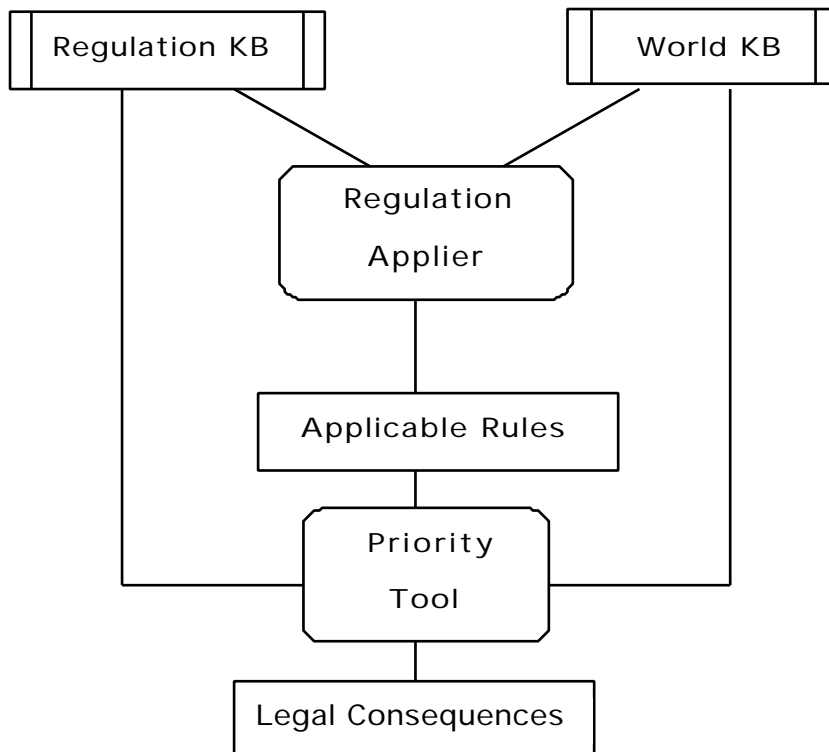 Regulation KB
World KB
Regulation
Applier
Applicable Rules
Priority
Tool
Legal Consequences